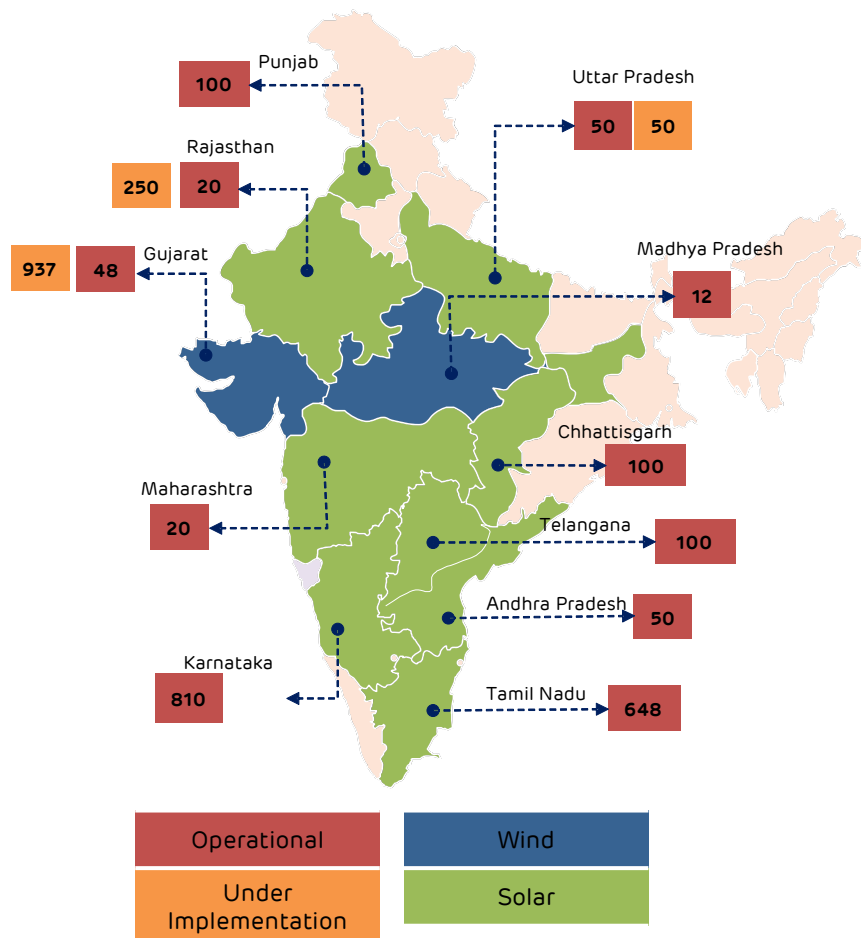 Punjab
100
Uttar Pradesh
50 50
Rajasthan
250 20
Gujarat
937 48
Madhya Pradesh
12
Chhattisgarh
100
Maharashtra
20
Telangana
100
Andhra Pradesh
50
Karnataka
810
Tamil Nadu
648
Operational
Wind
Under
Implementation
Solar